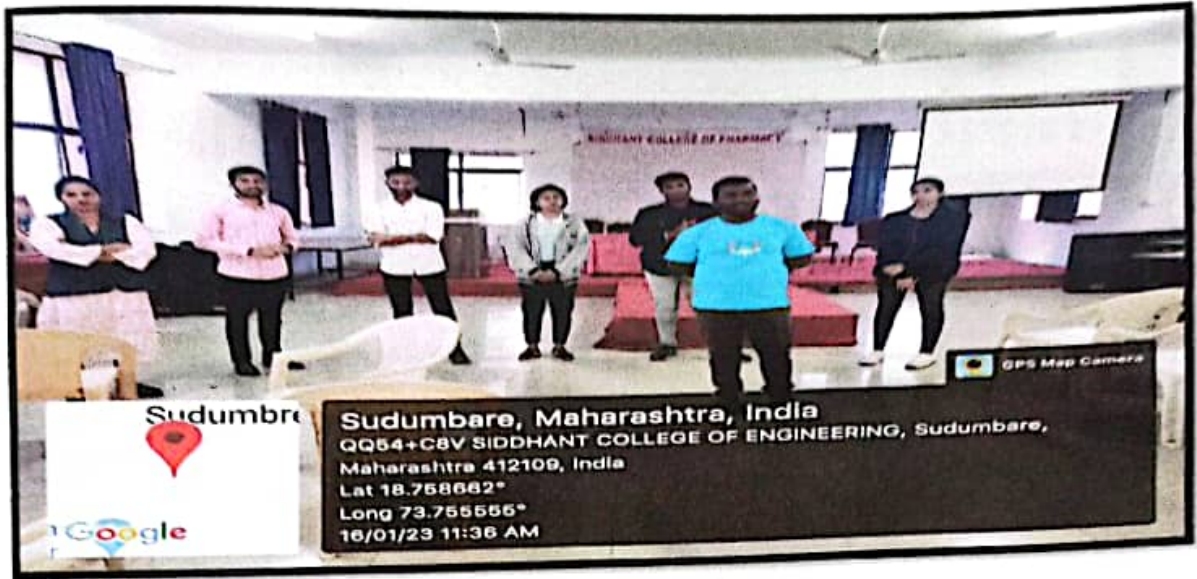 SIDDHANT COLLEGE OF PHARMACY
GPS Map Camera
Sudumbre
Google
Sudumbare, Maharashtra, India
QQ54+C8V SIDDHANT COLLEGE OF ENGINEERING, Sudumbare,
Maharashtra 412109, India
Lat 18.758662°
Long 73.755555°
16/01/23 11:36 AM